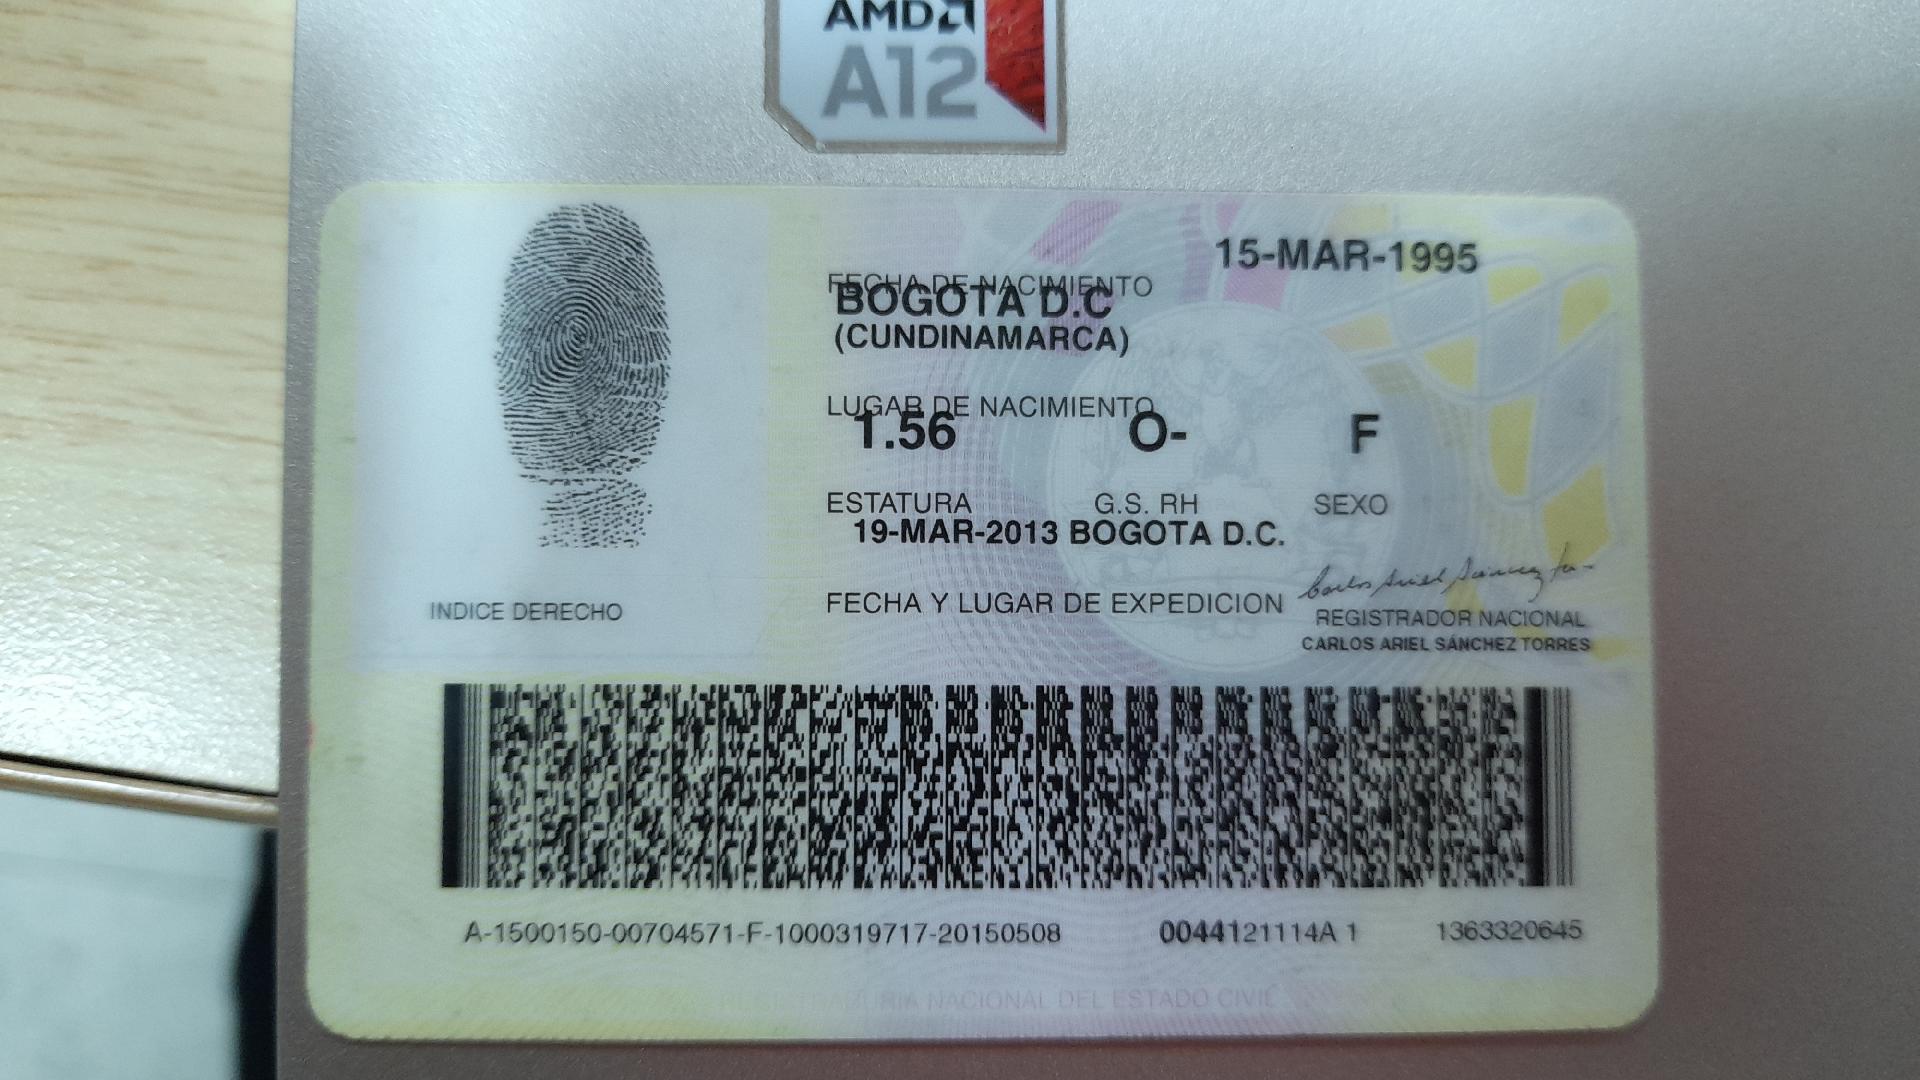 AMD
A12
15-MAR-1995
FECHA DE NACIMIENTO
BOGOTA D.C
(CUNDINAMARCA)
LUGAR DE NACIMIENTO
1.56 O- F
ESTATURA G.S. RH SEXO
19-MAR-2013 BOGOTA D.C.
FECHA Y LUGAR DE EXPEDICION
INDICE DERECHO
Carlos Ariel Sánchez Torres
REGISTRADOR NACIONAL
CARLOS ARIEL SÁNCHEZ TORRES
A-1500150-00704571-F-1000319717-20150508 0044121114A 1 1363320645
REGISTRADURIA NACIONAL DEL ESTADO CIVIL